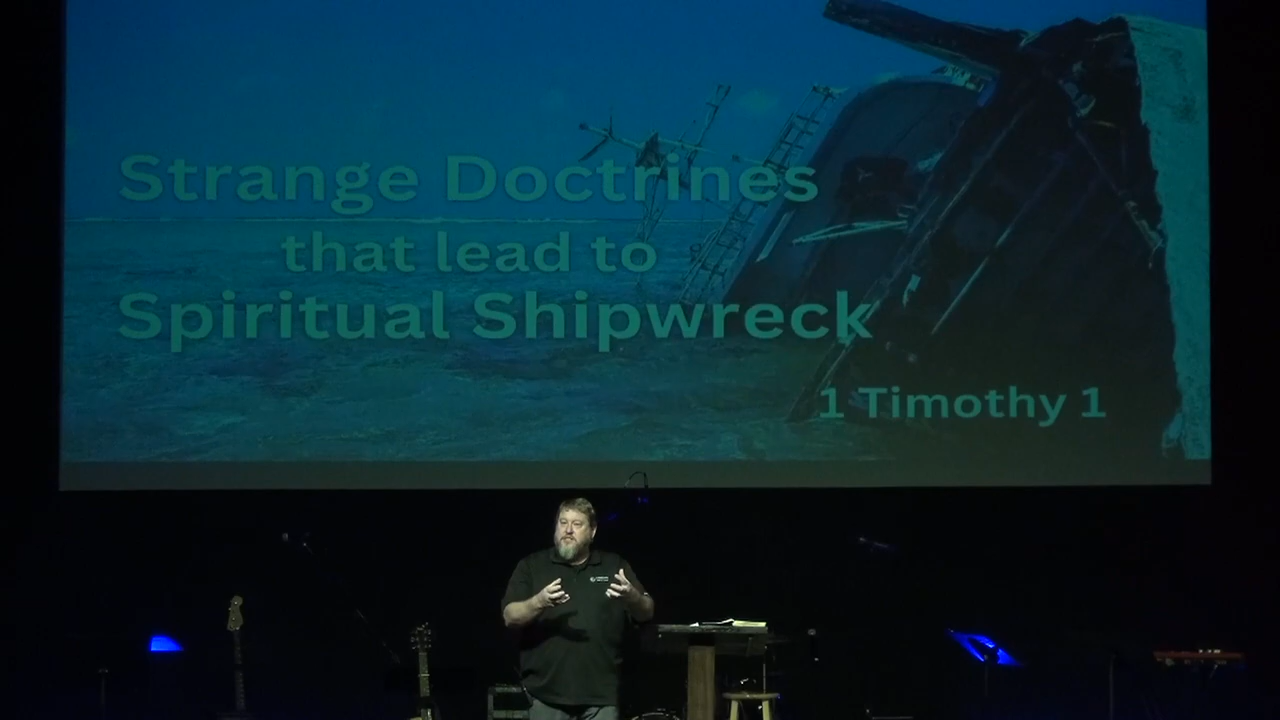 Strange Doctrines
that lead to
Spiritual Shipwreck
1 Timothy 1